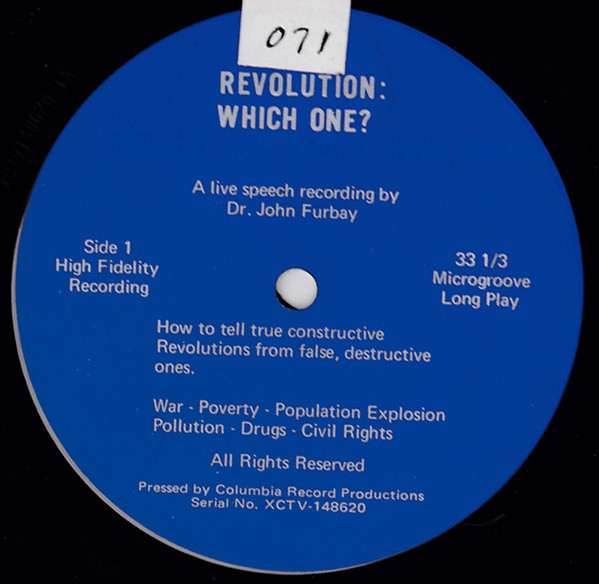 071
REVOLUTION:
WHICH ONE?
A live speech recording by
Dr. John Furbay
Side 1
High Fidelity
Recording
33 1/3
Microgroove
Long Play
How to tell true constructive
Revolutions from false, destructive
ones.
War - Poverty - Population Explosion
Pollution - Drugs - Civil Rights
All Rights Reserved
Pressed by Columbia Record Productions
Serial No. XCTV-148620